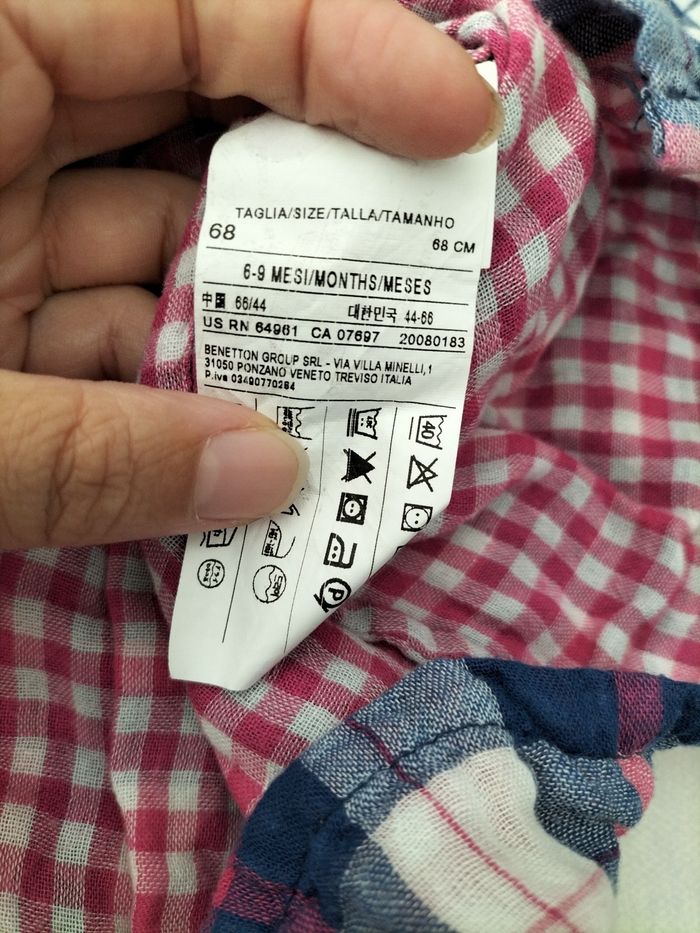 TAGLIA/SIZE/TALLA/TAMANHO
68 68 CM
6-9 MESI/MONTHS/MESES
中国 66/44 대한민국 44-66
US RN 64961 CA 07697 20080183
BENETTON GROUP SRL - VIA VILLA MINELLI,1
31050 PONZANO VENETO TREVISO ITALIA
P.iva 03490770264
40
P